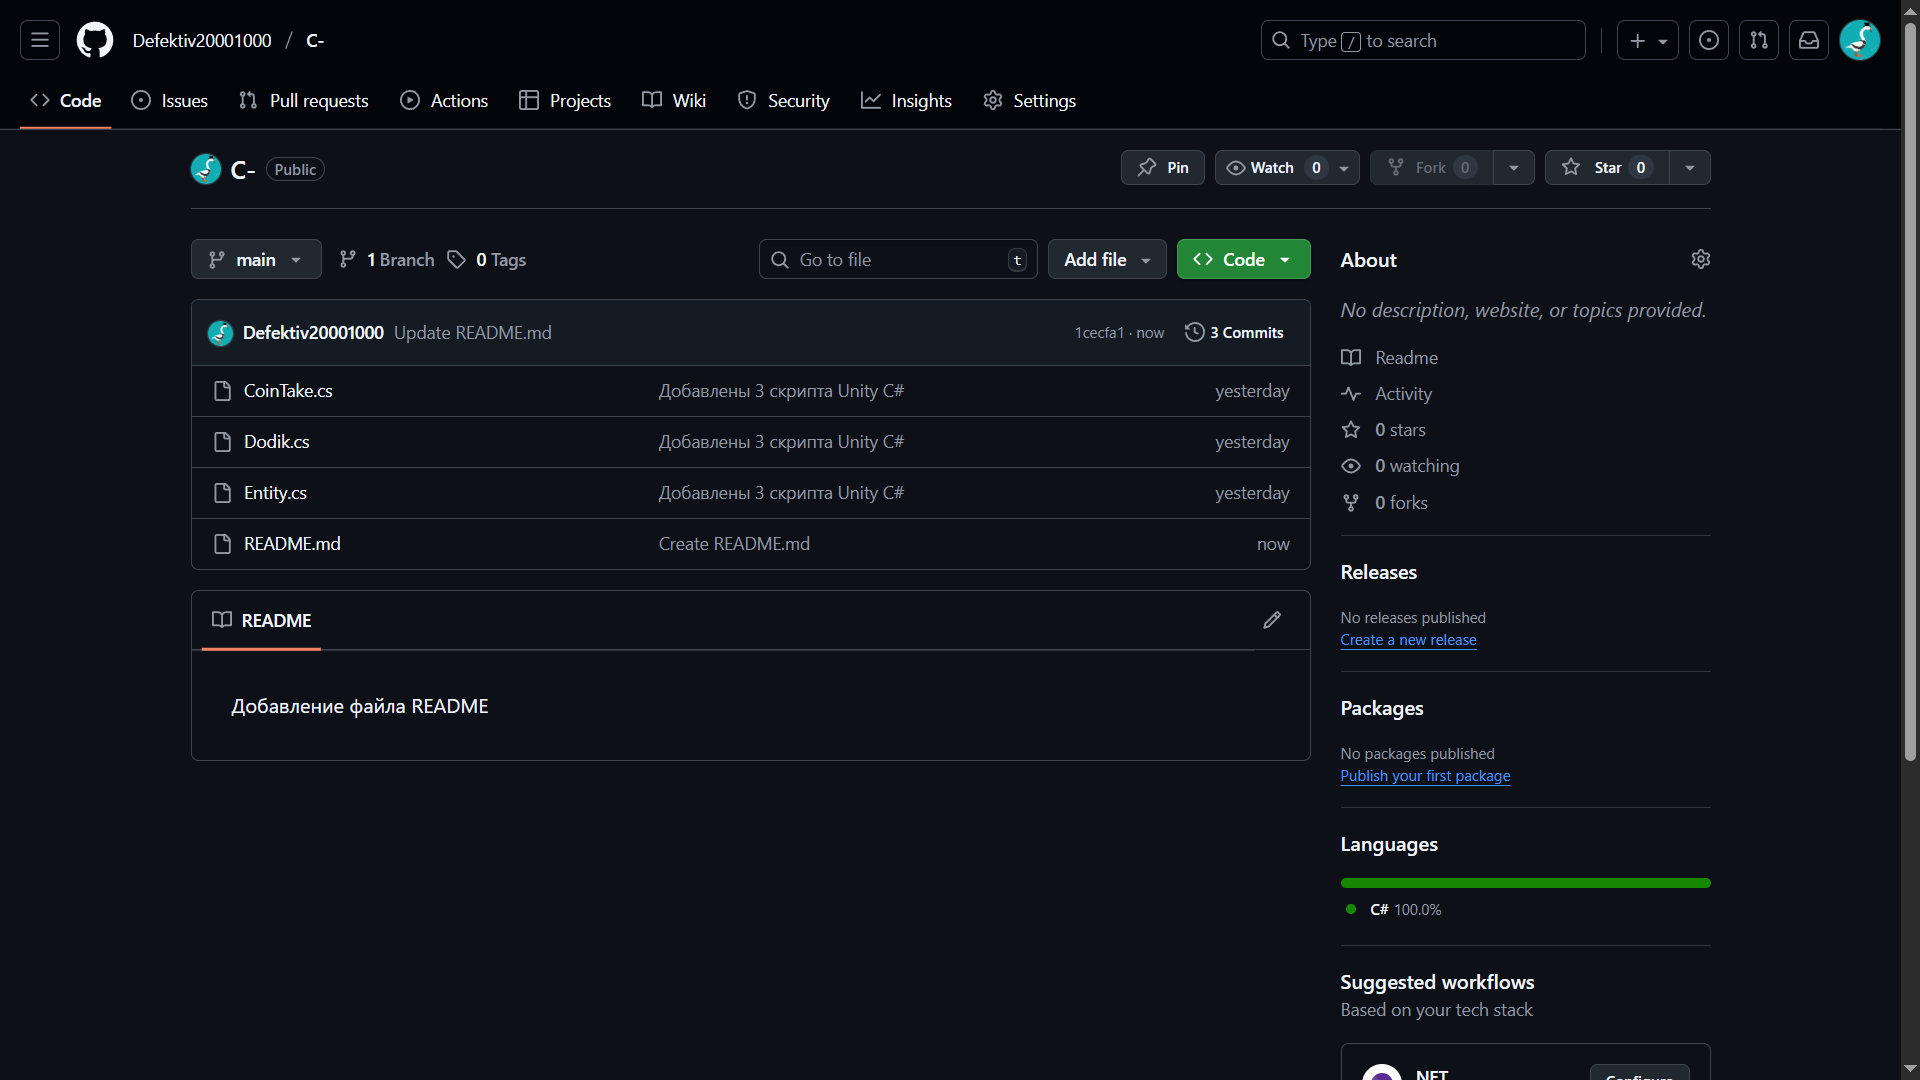 Defektiv20001000 / C-
Type / to search
Code
Issues
Pull requests
Actions
Projects
Wiki
Security
Insights
Settings
C- Public
Pin
Watch 0
Fork 0
Star 0
main
1 Branch
0 Tags
Go to file t
Add file
Code
Defektiv20001000 Update README.md 1cecfa1 · now 3 Commits
CoinTake.cs Добавлены 3 скрипта Unity C# yesterday
Dodik.cs Добавлены 3 скрипта Unity C# yesterday
Entity.cs Добавлены 3 скрипта Unity C# yesterday
README.md Create README.md now
README
Добавление файла README
About
No description, website, or topics provided.
Readme
Activity
0 stars
0 watching
0 forks
Releases
No releases published
Create a new release
Packages
No packages published
Publish your first package
Languages
C# 100.0%
Suggested workflows
Based on your tech stack
.NET
Configure